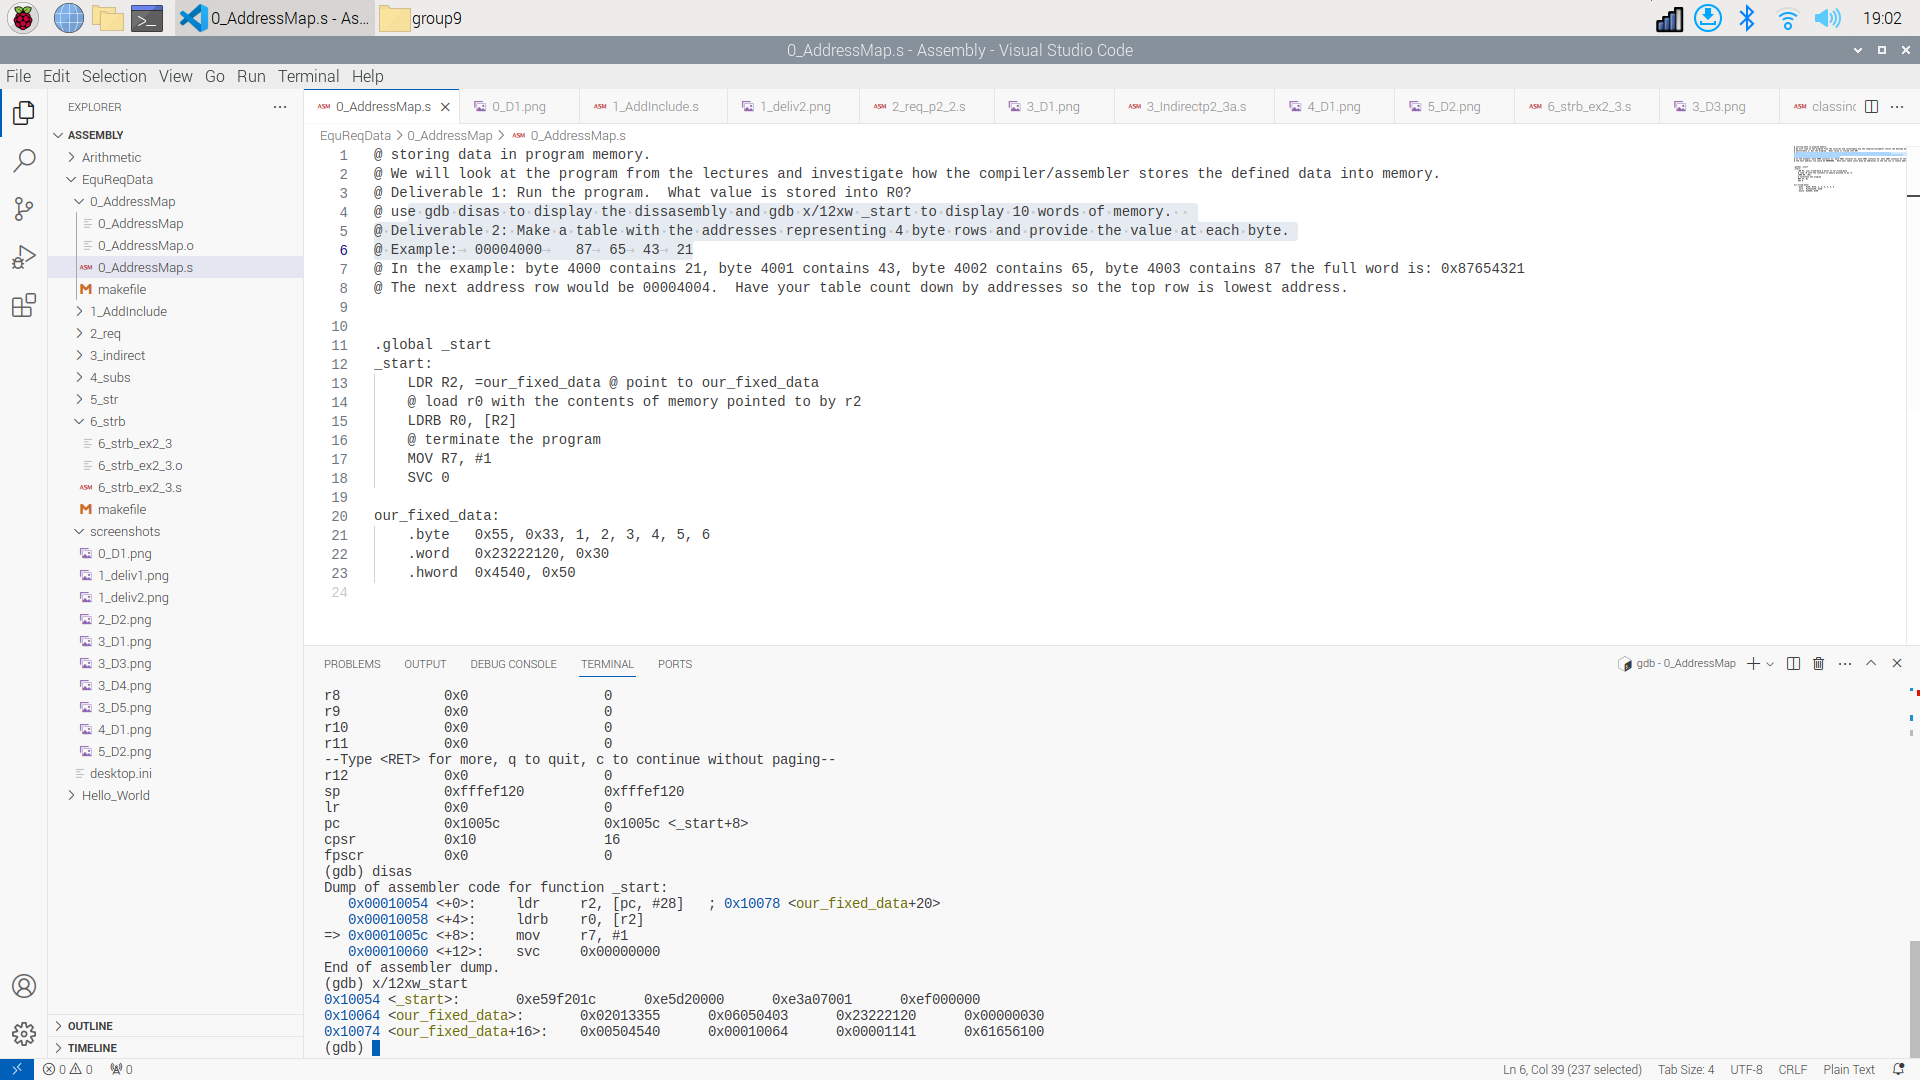 0_AddressMap.s - As...
group9
19:02
0_AddressMap.s - Assembly - Visual Studio Code
File Edit Selection View Go Run Terminal Help
EXPLORER
ASSEMBLY
Arithmetic
EquReqData
0_AddressMap
0_AddressMap
0_AddressMap.o
ASM 0_AddressMap.s
M makefile
1_AddInclude
2_req
3_indirect
4_subs
5_str
6_strb
6_strb_ex2_3
6_strb_ex2_3.o
ASM 6_strb_ex2_3.s
M makefile
screenshots
0_D1.png
1_deliv1.png
1_deliv2.png
2_D2.png
3_D1.png
3_D3.png
3_D4.png
3_D5.png
4_D1.png
5_D2.png
desktop.ini
Hello_World
OUTLINE
TIMELINE
ASM 0_AddressMap.s 0_D1.png ASM 1_AddInclude.s 1_deliv2.png ASM 2_req_p2_2.s 3_D1.png ASM 3_Indirectp2_3a.s 4_D1.png 5_D2.png ASM 6_strb_ex2_3.s 3_D3.png ASM classinc
EquReqData > 0_AddressMap > ASM 0_AddressMap.s
1 @ storing data in program memory.
2 @ We will look at the program from the lectures and investigate how the compiler/assembler stores the defined data into memory.
3 @ Deliverable 1: Run the program.  What value is stored into R0?
4 @ use gdb disas to display the dissasembly and gdb x/12xw _start to display 10 words of memory.
5 @ Deliverable 2: Make a table with the addresses representing 4 byte rows and provide the value at each byte.
6 @ Example: 00004000 87 65 43 21
7 @ In the example: byte 4000 contains 21, byte 4001 contains 43, byte 4002 contains 65, byte 4003 contains 87 the full word is: 0x87654321
8 @ The next address row would be 00004004.  Have your table count down by addresses so the top row is lowest address.
9
10
11 .global _start
12 _start:
13 LDR R2, =our_fixed_data @ point to our_fixed_data
14 @ load r0 with the contents of memory pointed to by r2
15 LDRB R0, [R2]
16 @ terminate the program
17 MOV R7, #1
18 SVC 0
19
20 our_fixed_data:
21 .byte 0x55, 0x33, 1, 2, 3, 4, 5, 6
22 .word 0x23222120, 0x30
23 .hword 0x4540, 0x50
24
PROBLEMS OUTPUT DEBUG CONSOLE TERMINAL PORTS
gdb - 0_AddressMap
r8 0x0 0
r9 0x0 0
r10 0x0 0
r11 0x0 0
--Type <RET> for more, q to quit, c to continue without paging--
r12 0x0 0
sp 0xfffef120 0xfffef120
lr 0x0 0
pc 0x1005c 0x1005c <_start+8>
cpsr 0x10 16
fpscr 0x0 0
(gdb) disas
Dump of assembler code for function _start:
0x00010054 <+0>: ldr r2, [pc, #28] ; 0x10078 <our_fixed_data+20>
0x00010058 <+4>: ldrb r0, [r2]
=> 0x0001005c <+8>: mov r7, #1
0x00010060 <+12>: svc 0x00000000
End of assembler dump.
(gdb) x/12xw_start
0x10054 <_start>: 0xe59f201c 0xe5d20000 0xe3a07001 0xef000000
0x10064 <our_fixed_data>: 0x02013355 0x06050403 0x23222120 0x00000030
0x10074 <our_fixed_data+16>: 0x00504540 0x00010064 0x00001141 0x61656100
(gdb)
0 0 0
Ln 6, Col 39 (237 selected) Tab Size: 4 UTF-8 CRLF Plain Text